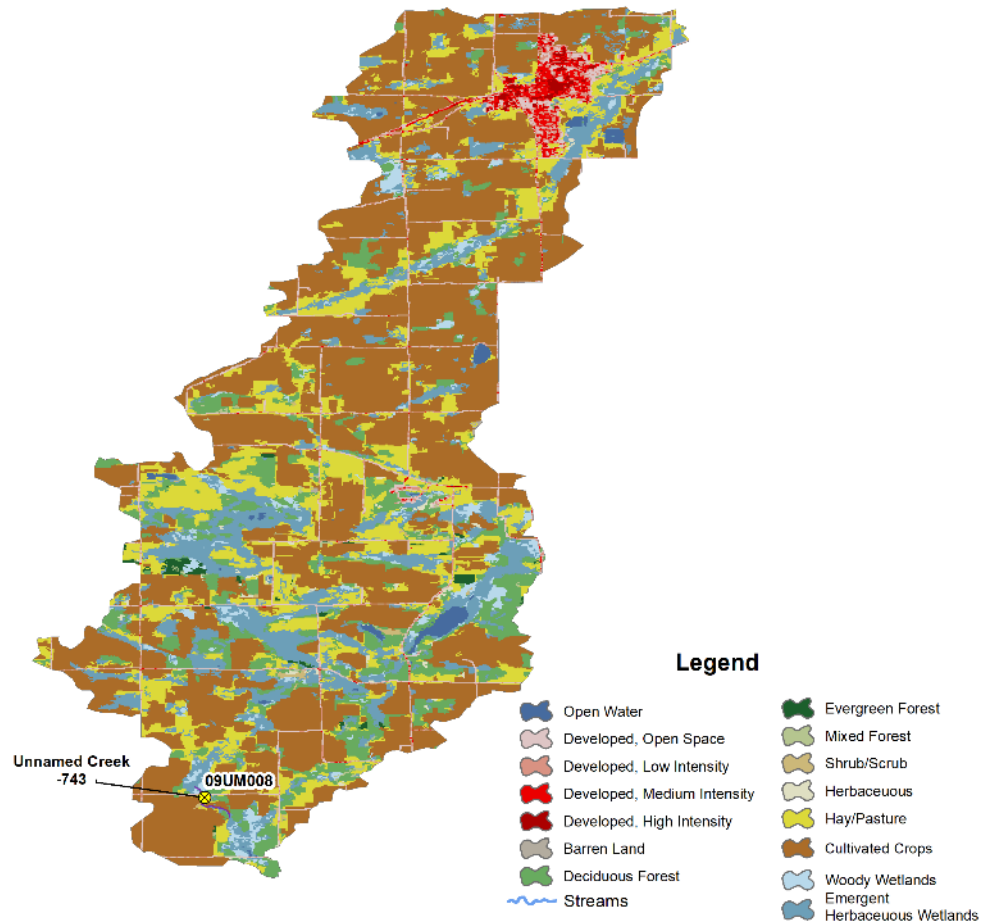 Unnamed Creek
-743
09UM008
Legend
Open Water
Developed, Open Space
Developed, Low Intensity
Developed, Medium Intensity
Developed, High Intensity
Barren Land
Deciduous Forest
Streams
Evergreen Forest
Mixed Forest
Shrub/Scrub
Herbaceuous
Hay/Pasture
Cultivated Crops
Woody Wetlands
Emergent
Herbaceuous Wetlands